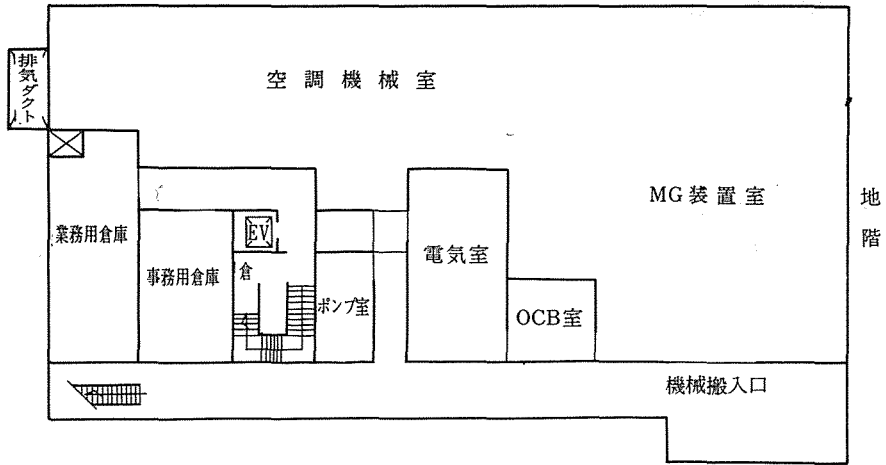 排気ダクト
空調機械室
MG装置室
地階
業務用倉庫
事務用倉庫
EV
倉
ポンプ室
電気室
OCB室
機械搬入口